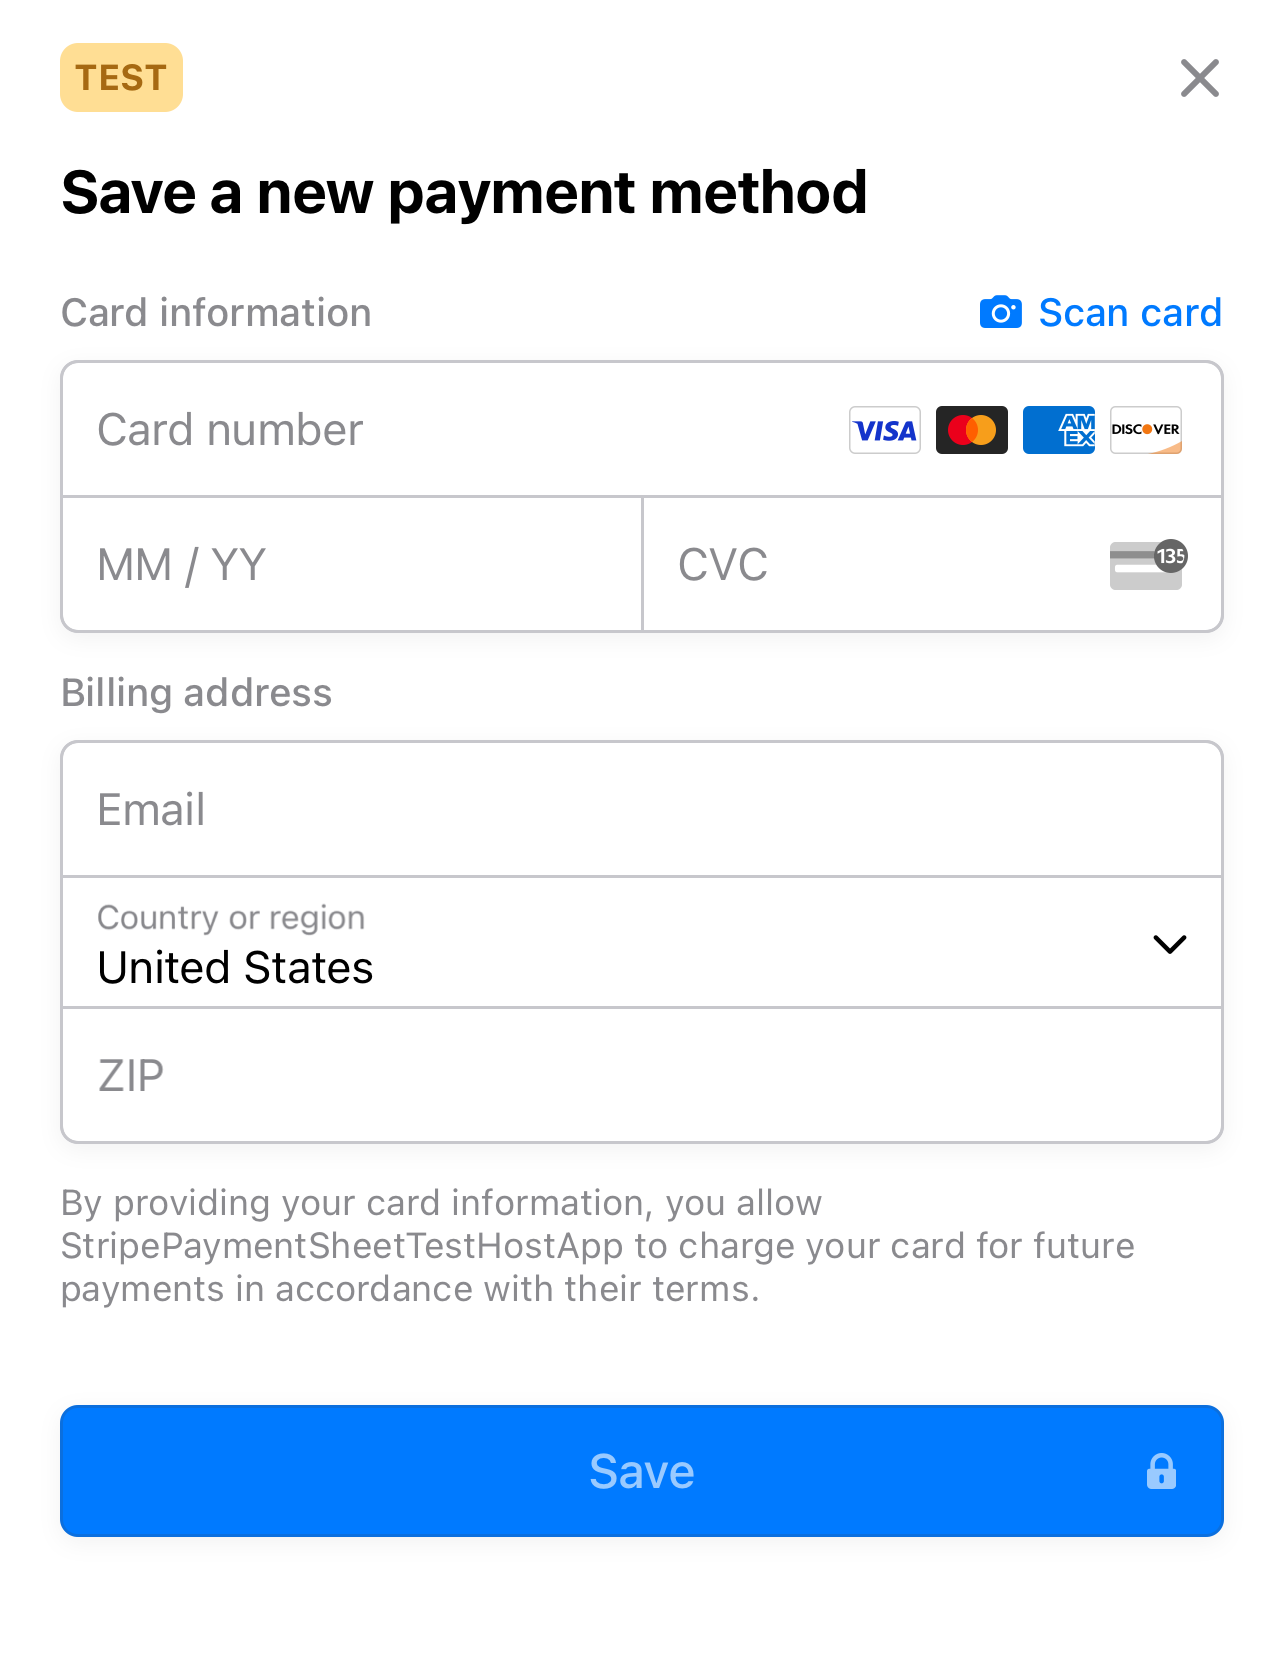 TEST
Save a new payment method
Card information
Scan card
Card number
VISA
AM
EX
DISCOVER
MM / YY
CVC
135
Billing address
Email
Country or region
United States
ZIP
By providing your card information, you allow
StripePaymentSheetTestHostApp to charge your card for future
payments in accordance with their terms.
Save